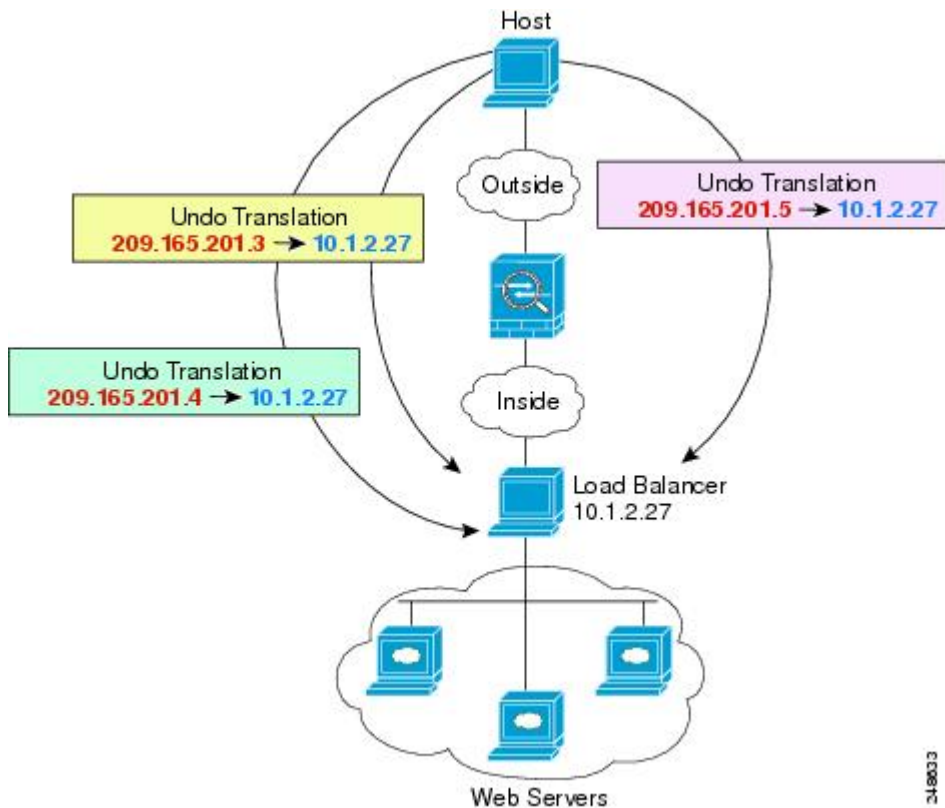 Host
Outside
Undo Translation
209.165.201.3 → 10.1.2.27
Undo Translation
209.165.201.5 → 10.1.2.27
Undo Translation
209.165.201.4 → 10.1.2.27
Inside
Load Balancer
10.1.2.27
Web Servers
248633